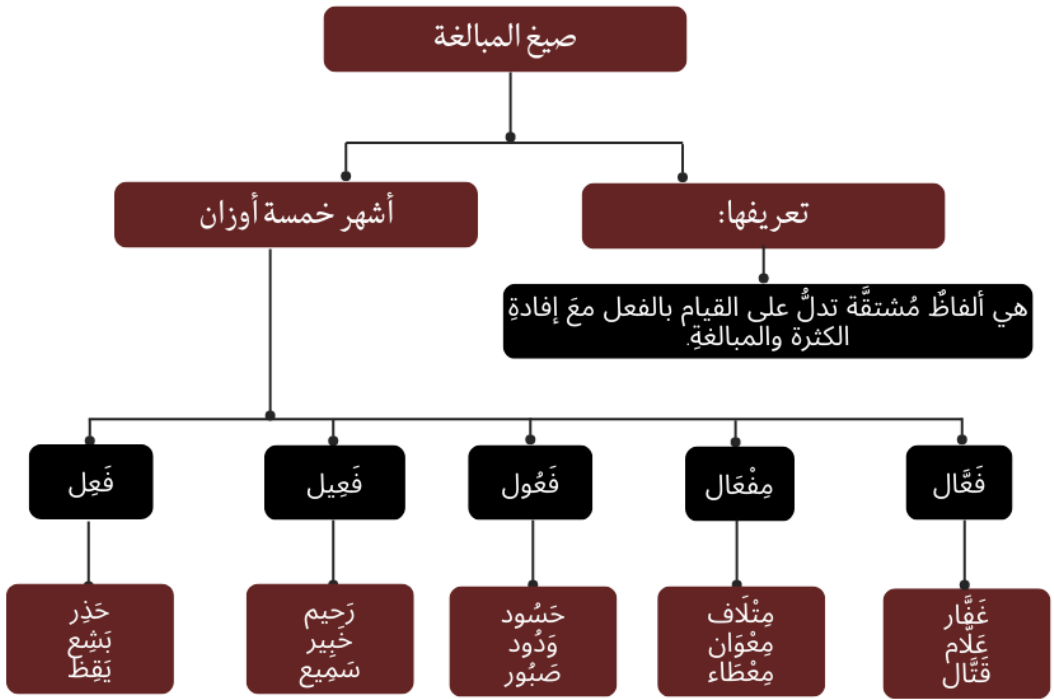 صيغ المبالغة
تعريفها:
هي ألفاظٌ مُشتقَّة تدلُّ على القيام بالفعل معَ إفادةِ
الكثرة والمبالغةِ.
أشهر خمسة أوزان
فَعَّال
غَفَّار
عَلَّام
قَتَّال
مِفْعَال
مِتْلَاف
مِعْوَان
مِعْطَاء
فَعُول
حَسُود
وَدُود
صَبُور
فَعِيل
رَحيم
خَبِير
سَمِيع
فَعِل
حَذِر
بَشِع
يَقِظ